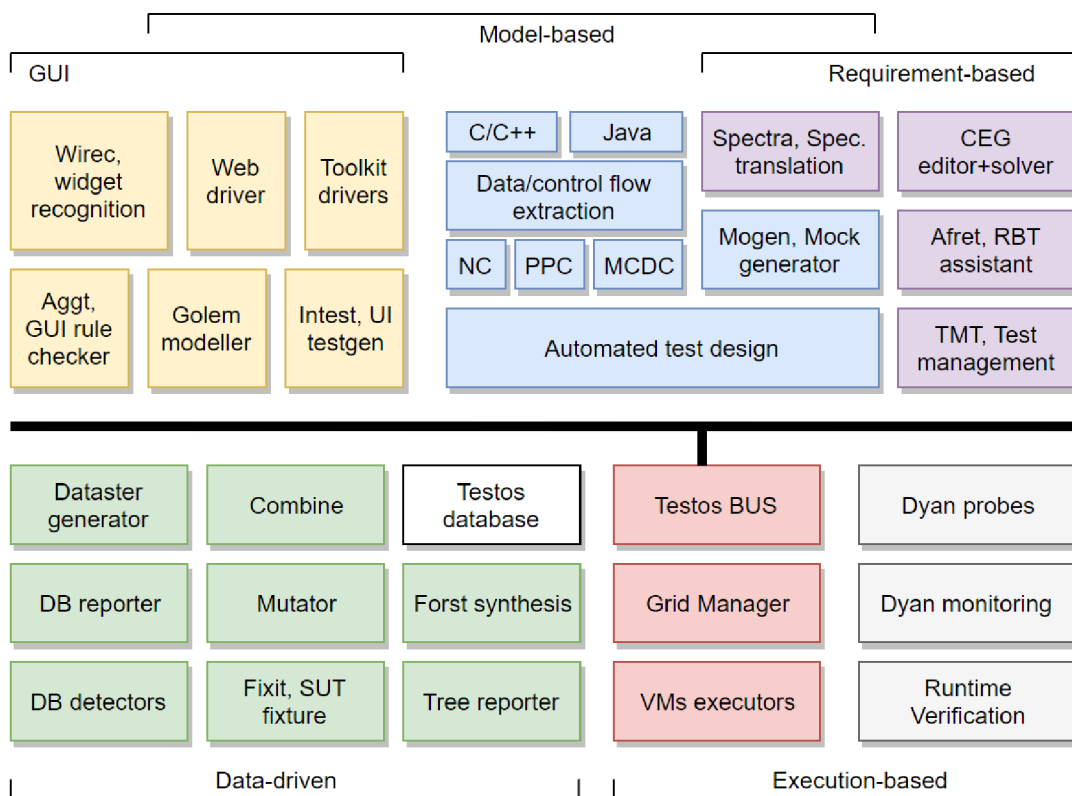 Model-based
GUI
Requirement-based
Wirec,
widget
recognition
Web
driver
Toolkit
drivers
C/C++
Java
Data/control flow
extraction
NC
PPC
MCDC
Spectra, Spec.
translation
CEG
editor+solver
Mogen, Mock
generator
Afret, RBT
assistant
Aggt,
GUI rule
checker
Golem
modeller
Intest, UI
testgen
Automated test design
TMT, Test
management
Dataster
generator
Combine
Testos
database
Testos BUS
Dyan probes
DB reporter
Mutator
Forst synthesis
Grid Manager
Dyan monitoring
DB detectors
Fixit, SUT
fixture
Tree reporter
VMs executors
Runtime
Verification
Data-driven
Execution-based